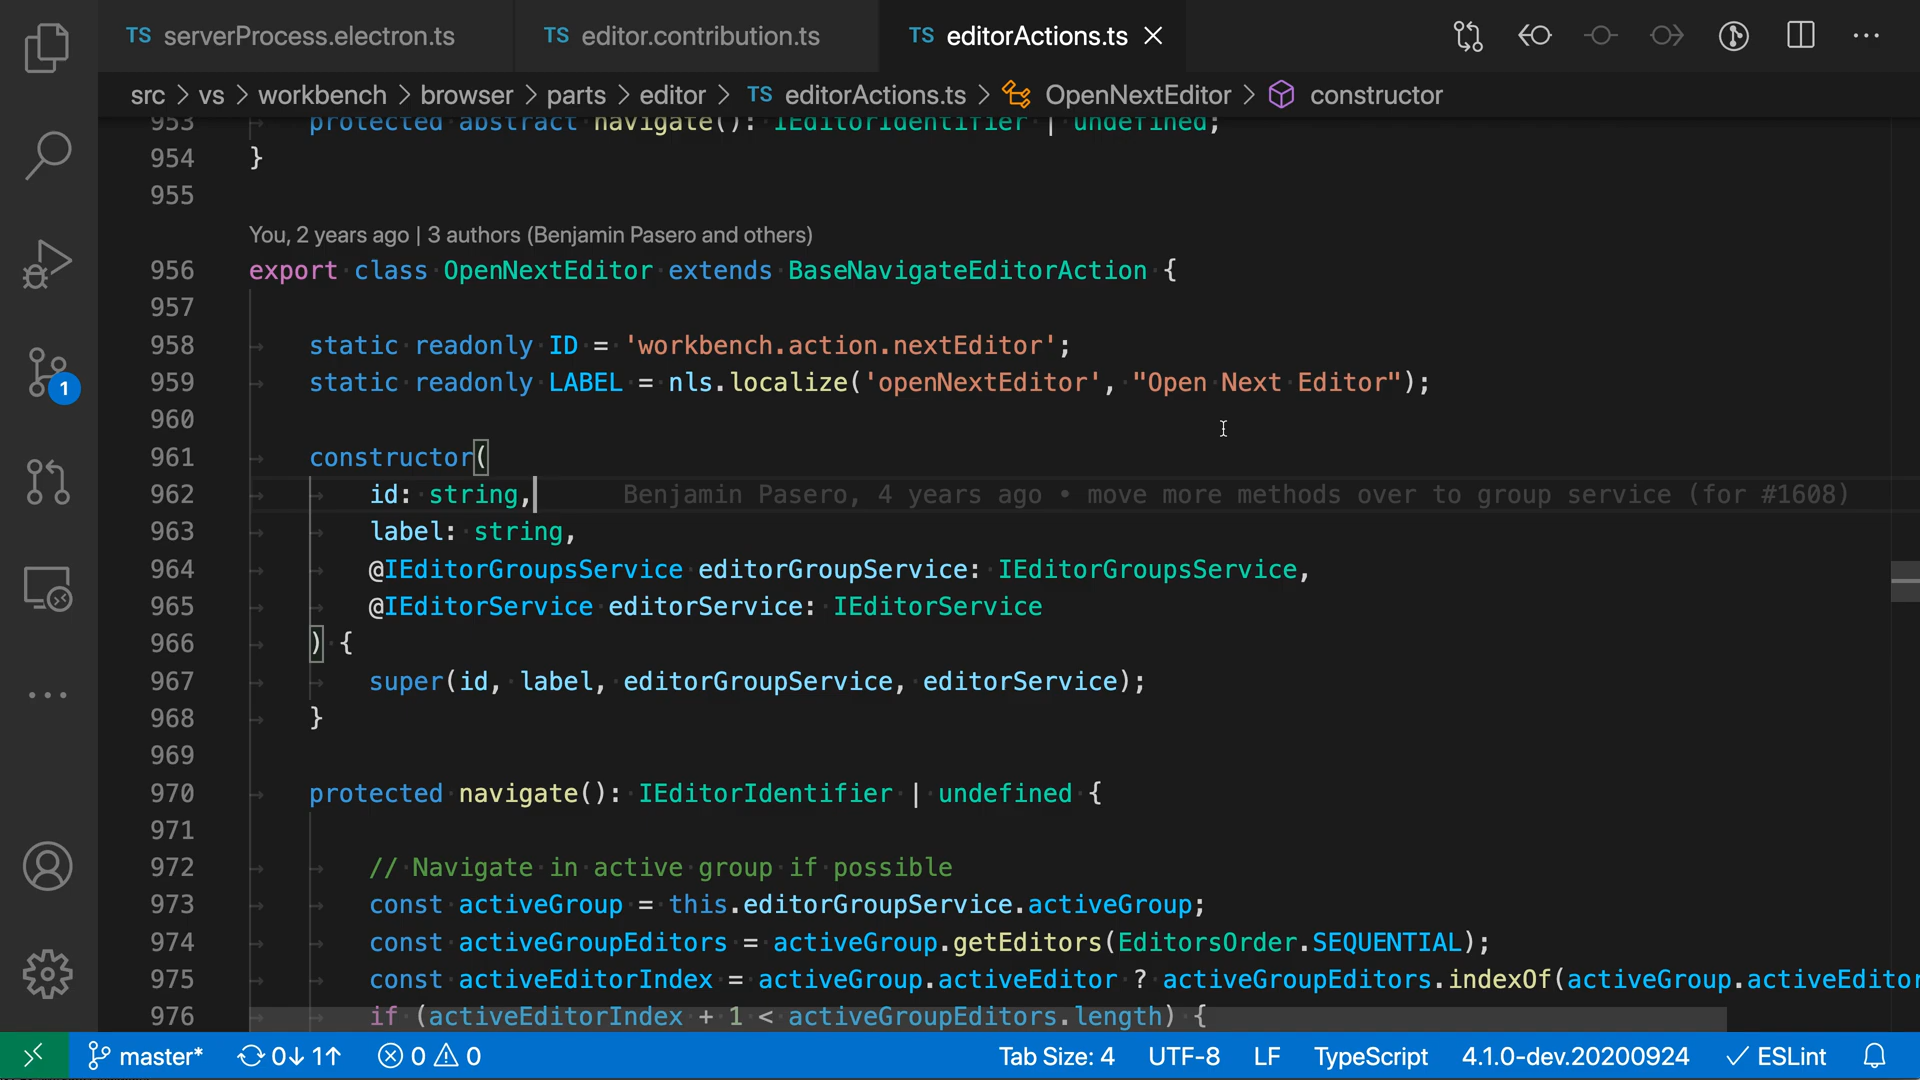 TS serverProcess.electron.ts TS editor.contribution.ts TS editorActions.ts
src > vs > workbench > browser > parts > editor > TS editorActions.ts > OpenNextEditor > constructor
953 protected abstract navigate(): IEditorIdentifier | undefined;
954 }
955
You, 2 years ago | 3 authors (Benjamin Pasero and others)
956 export class OpenNextEditor extends BaseNavigateEditorAction {
957
958 static readonly ID = 'workbench.action.nextEditor';
959 static readonly LABEL = nls.localize('openNextEditor', "Open Next Editor");
960
961 constructor(
962 id: string, Benjamin Pasero, 4 years ago • move more methods over to group service (for #1608)
963 label: string,
964 @IEditorGroupsService editorGroupService: IEditorGroupsService,
965 @IEditorService editorService: IEditorService
966 ) {
967 super(id, label, editorGroupService, editorService);
968 }
969
970 protected navigate(): IEditorIdentifier | undefined {
971
972 // Navigate in active group if possible
973 const activeGroup = this.editorGroupService.activeGroup;
974 const activeGroupEditors = activeGroup.getEditors(EditorsOrder.SEQUENTIAL);
975 const activeEditorIndex = activeGroup.activeEditor ? activeGroupEditors.indexOf(activeGroup.activeEditor
976 if (activeEditorIndex + 1 < activeGroupEditors.length) {
1
master* 0↓ 1↑ 0 0 Tab Size: 4 UTF-8 LF TypeScript 4.1.0-dev.20200924 ✓ ESLint